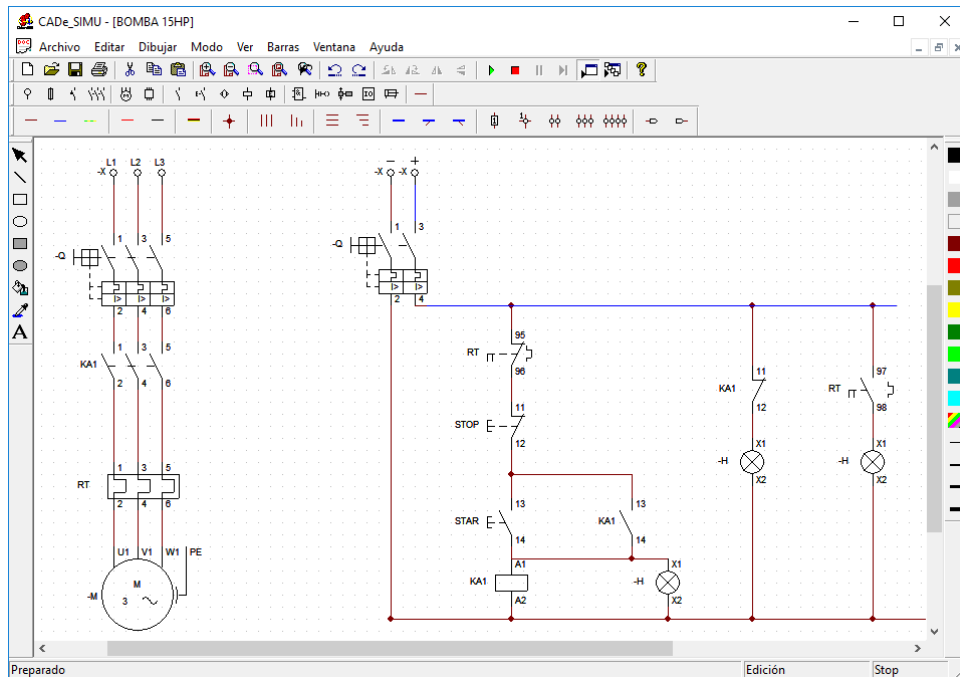 CADe_SIMU - [BOMBA 15HP]
Archivo Editar Dibujar Modo Ver Barras Ventana Ayuda
L1 L2 L3
-X
- +
-X -X
1 3 5
-Q
I> I> I>
2 4 6
1 3
-Q
I> I>
2 4
1 3 5
KA1
2 4 6
95
RT
96
11
KA1
12
97
RT
98
11
STOP
12
X1
-H
X2
X1
-H
X2
1 3 5
RT
2 4 6
13
STAR
14
13
KA1
14
U1 V1 W1 PE
M
-M
3
A1
KA1
A2
X1
-H
X2
Preparado
Edición
Stop
A